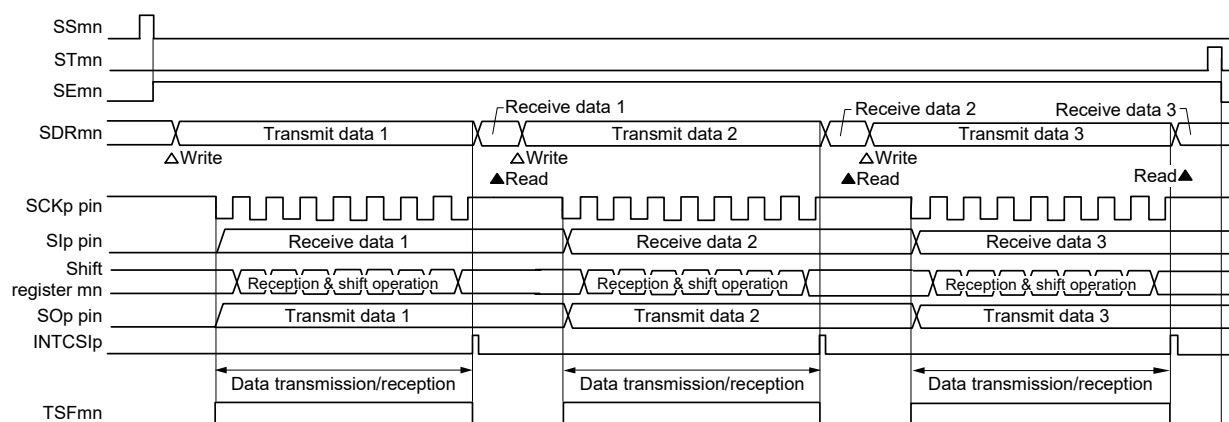 SSmn
STmn
SEmn
Receive data 1
Receive data 2
Receive data 3
SDRmn
Transmit data 1
Transmit data 2
Transmit data 3
△Write
△Write
△Write
▲Read
▲Read
Read▲
SCKp pin
SIp pin
Receive data 1
Receive data 2
Receive data 3
Shift
register mn
Reception & shift operation
Reception & shift operation
Reception & shift operation
SOp pin
Transmit data 1
Transmit data 2
Transmit data 3
INTCSIp
Data transmission/reception
Data transmission/reception
Data transmission/reception
TSFmn